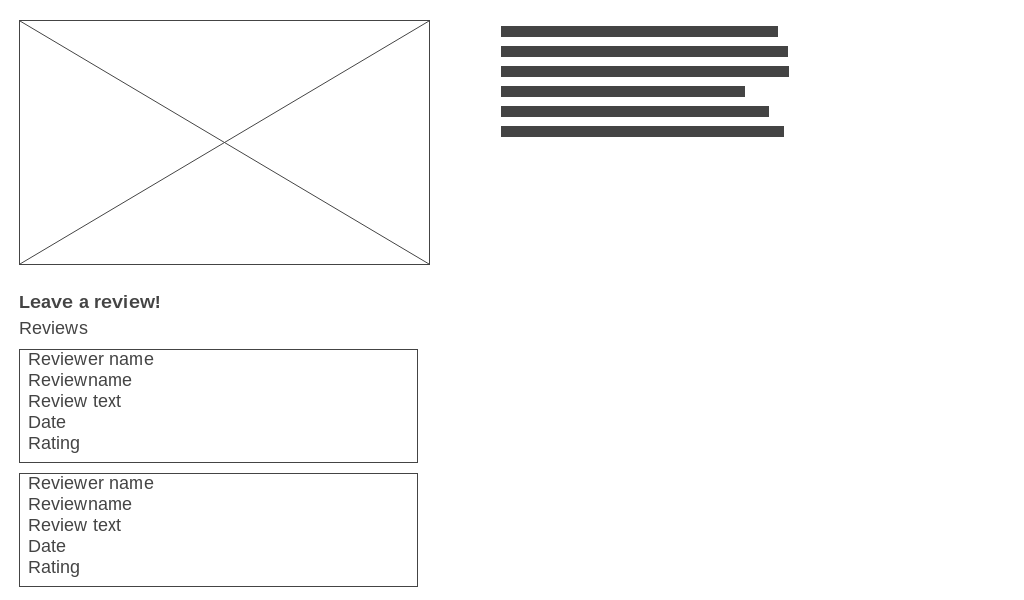 Leave a review!
Reviews
Reviewer name
Reviewname
Review text
Date
Rating
Reviewer name
Reviewname
Review text
Date
Rating